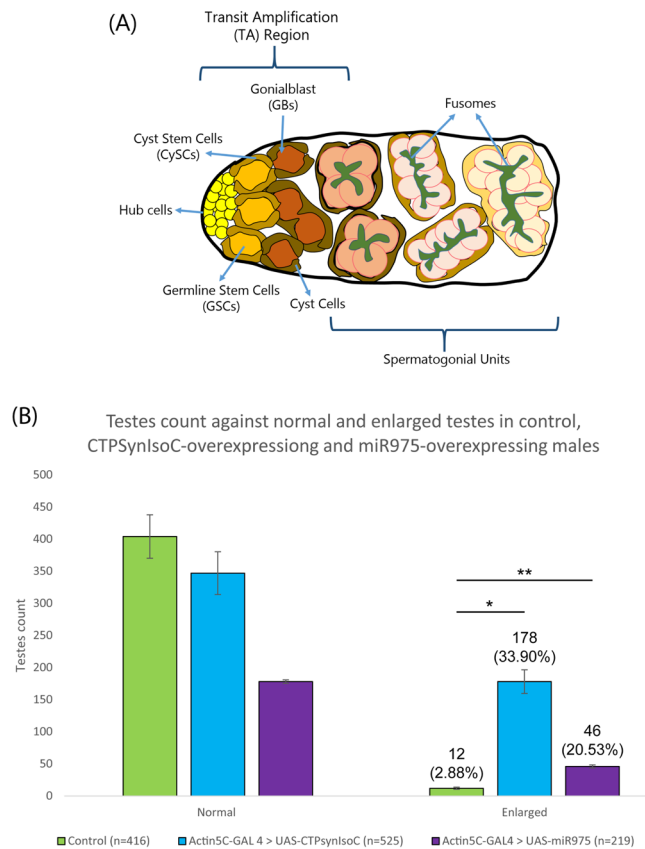 (A)
Transit Amplification
(TA) Region
Gonialblast
(GBs)
Fusomes
Cyst Stem Cells
(CySCs)
Hub cells
Germline Stem Cells
(GSCs)
Cyst Cells
Spermatogonial Units
(B)
Testes count against normal and enlarged testes in control,
CTPSynIsoC-overexpressiong and miR975-overexpressing males
500
450
400
350
300
250
200
150
100
50
0
Testes count
**
*
178
(33.90%)
46
(20.53%)
12
(2.88%)
Normal
Enlarged
Control (n=416)
Actin5C-GAL 4 > UAS-CTPsynIsoC (n=525)
Actin5C-GAL4 > UAS-miR975 (n=219)